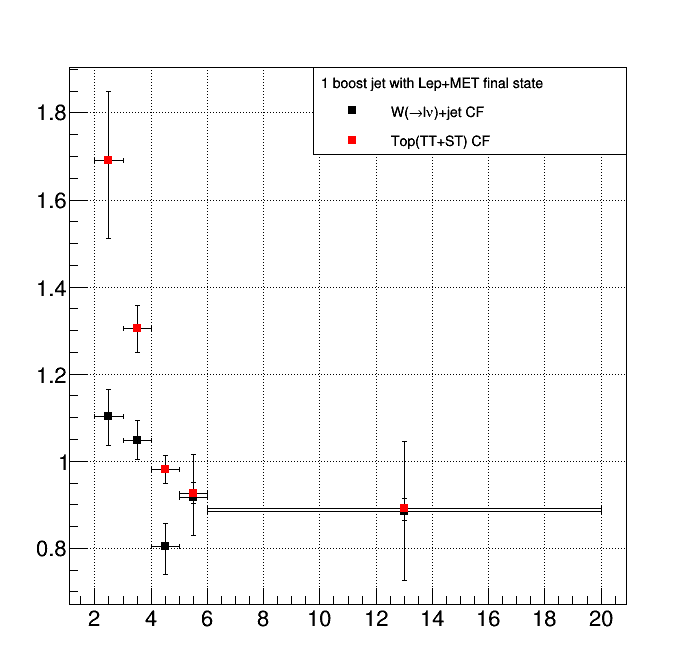 1 boost jet with Lep+MET final state
W(→lν)+jet CF
Top(TT+ST) CF
1.8
1.6
1.4
1.2
1
0.8
2 4 6 8 10 12 14 16 18 20